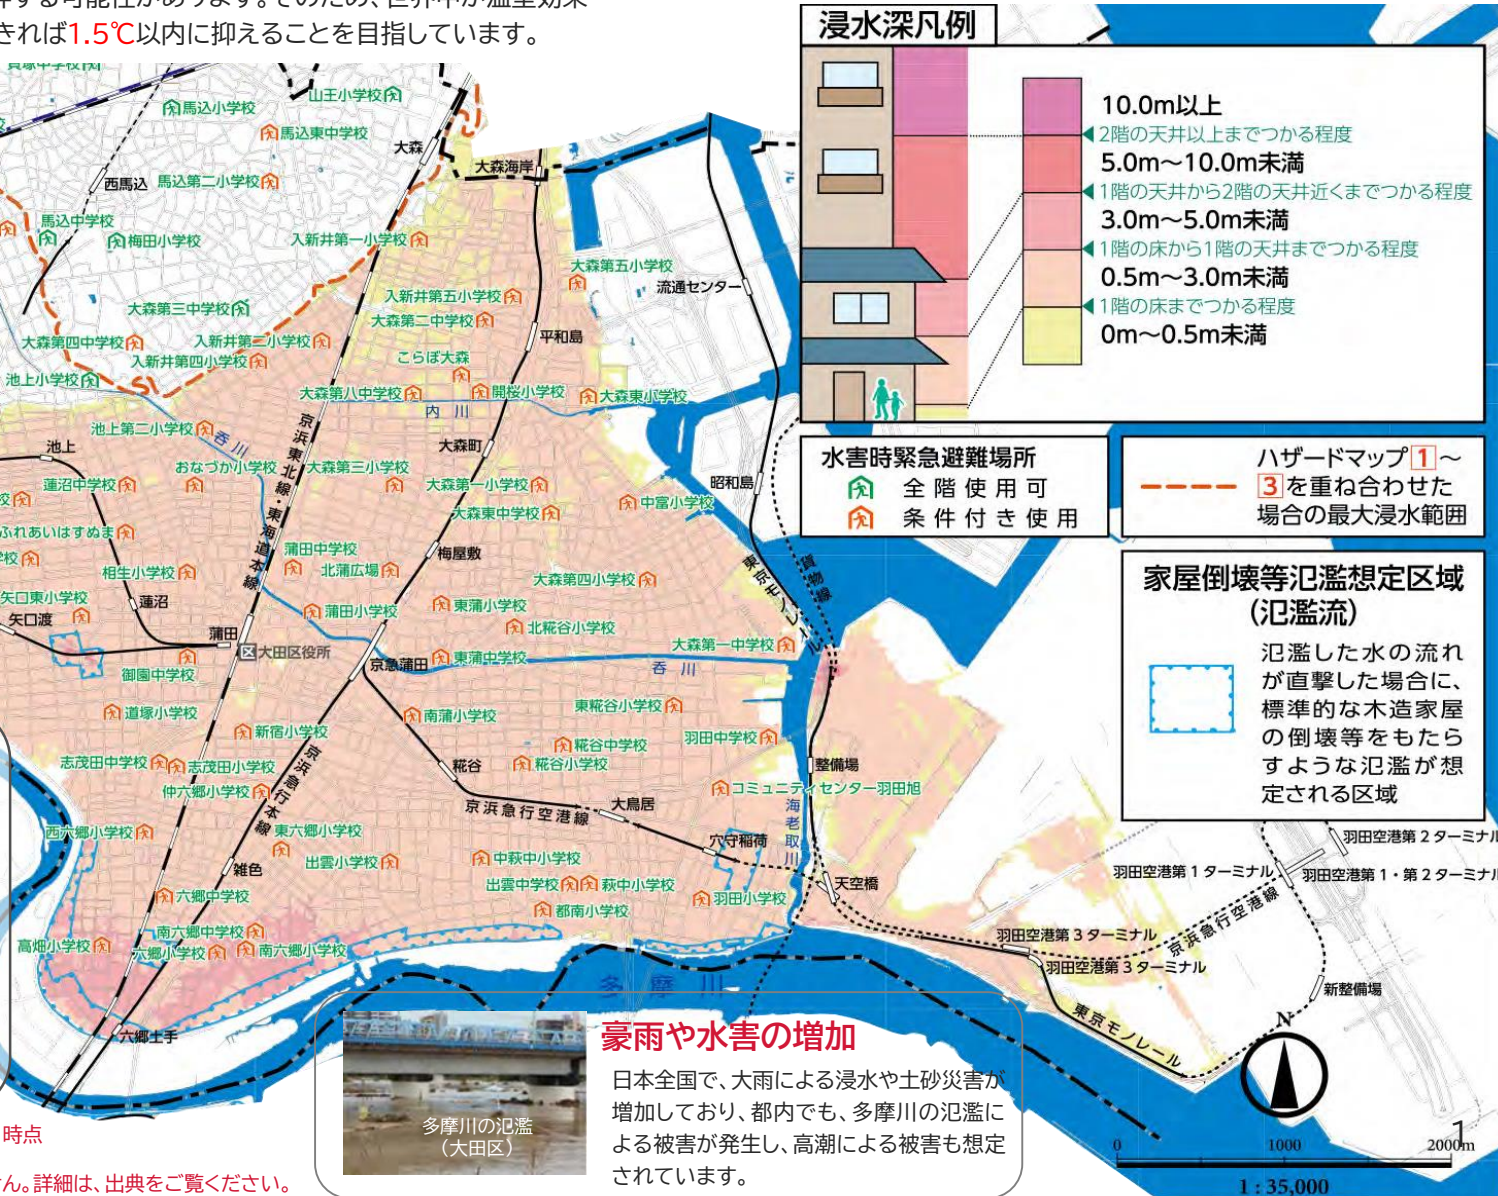 する可能性があります。そのため、世界中が温室効果
きれば1.5℃以内に抑えることを目指しています。
浸水深凡例
10.0m以上
2階の天井以上までつかる程度
5.0m〜10.0m未満
1階の天井から2階の天井近くまでつかる程度
3.0m〜5.0m未満
1階の床から1階の天井までつかる程度
0.5m〜3.0m未満
1階の床までつかる程度
0m〜0.5m未満
水害時緊急避難場所
全階使用可
条件付き使用
ハザードマップ1〜
3を重ね合わせた
場合の最大浸水範囲
家屋倒壊等氾濫想定区域
(氾濫流)
氾濫した水の流れ
が直撃した場合に、
標準的な木造家屋
の倒壊等をもたら
すような氾濫が想
定される区域
貝塚中学校
山王小学校
馬込小学校
馬込東中学校
大森
大森海岸
西馬込
馬込第二小学校
馬込中学校
梅田小学校
入新井第一小学校
大森第五小学校
流通センター
大森第三中学校
入新井第五小学校
大森第二中学校
平和島
大森第四中学校
入新井第二小学校
入新井第四小学校
こらぼ大森
池上小学校
大森第八中学校
開桜小学校
大森東小学校
内川
池上第二小学校
呑川
京浜東北線・東海道本線
大森町
池上
おなづか小学校
大森第三小学校
蓮沼中学校
大森第一小学校
昭和島
中富小学校
大森東中学校
ふれあいはすぬま
蒲田中学校
梅屋敷
北蒲広場
相生小学校
大森第四小学校
東京モノレール
貨物線
矢口東小学校
蓮沼
蒲田小学校
東蒲小学校
矢口渡
北糀谷小学校
蒲田
大森第一中学校
区大田区役所
京急蒲田
東蒲中学校
呑川
御園中学校
道塚小学校
南蒲小学校
東糀谷小学校
新宿小学校
糀谷中学校
羽田中学校
志茂田中学校
志茂田小学校
京浜急行本線
糀谷
糀谷小学校
整備場
仲六郷小学校
コミュニティセンター羽田旭
京浜急行空港線
大鳥居
海老取川
西六郷小学校
東六郷小学校
穴守稲荷
羽田空港第2ターミナル
雑色
出雲小学校
中萩中小学校
羽田空港第1ターミナル
羽田空港第1・第2ターミナル
出雲中学校
萩中小学校
天空橋
六郷中学校
都南小学校
羽田小学校
京浜急行空港線
南六郷中学校
羽田空港第3ターミナル
高畑小学校
六郷小学校
南六郷小学校
羽田空港第3ターミナル
多摩川
新整備場
東京モノレール
六郷土手
N
豪雨や水害の増加
日本全国で、大雨による浸水や土砂災害が
増加しており、都内でも、多摩川の氾濫に
よる被害が発生し、高潮による被害も想定
されています。
多摩川の氾濫
(大田区)
時点
ん。詳細は、出典をご覧ください。
1
0 1000 2000m
1 : 35,000